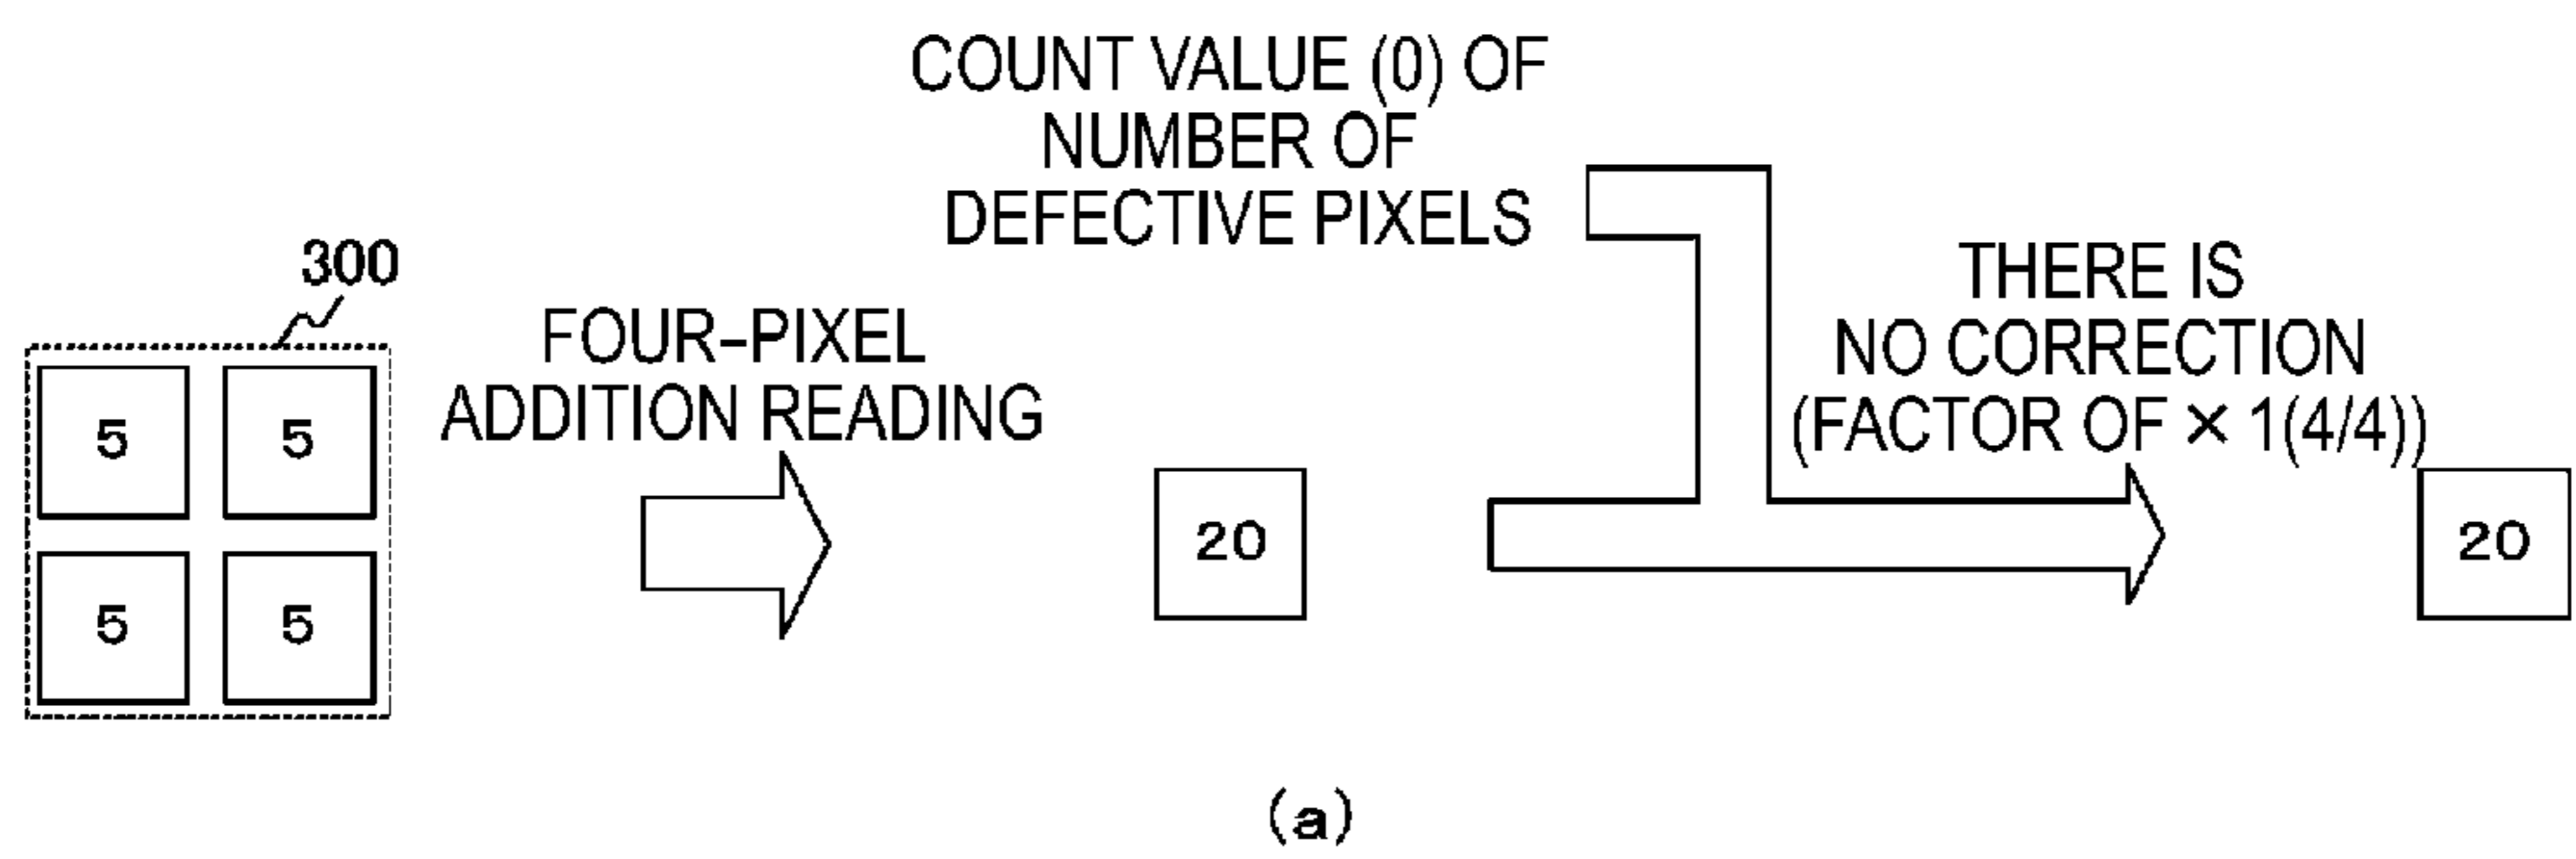 COUNT VALUE (0) OF
NUMBER OF
DEFECTIVE PIXELS
300
THERE IS
NO CORRECTION
(FACTOR OF × 1(4/4))
FOUR-PIXEL
ADDITION READING
5 5
20
20
5 5
(a)